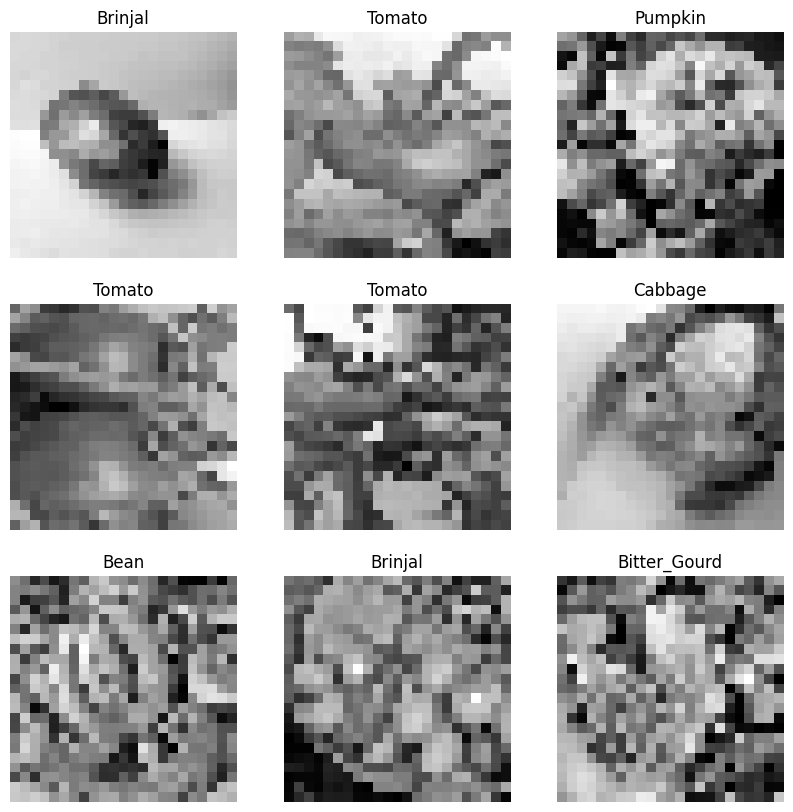 Brinjal
Tomato
Pumpkin
Tomato
Tomato
Cabbage
Bean
Brinjal
Bitter_Gourd